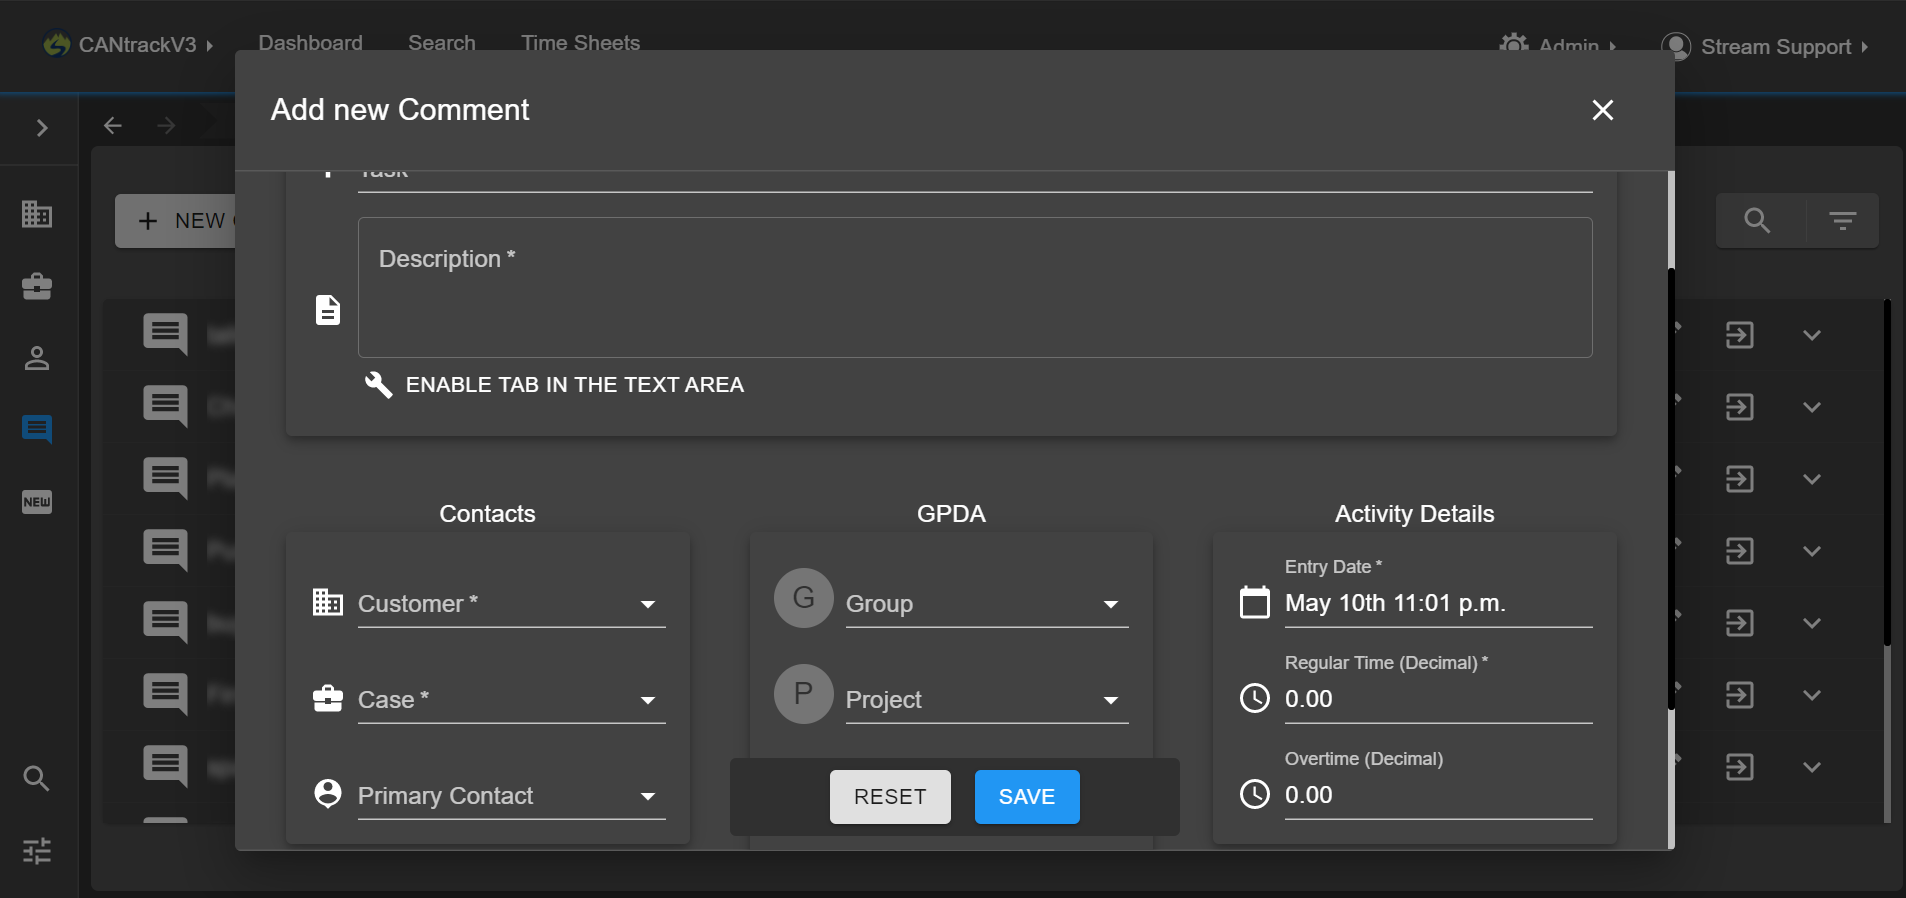 CANtrackV3
Dashboard
Search
Time Sheets
Admin
Stream Support
Add new Comment
NEW
Task
Description *
ENABLE TAB IN THE TEXT AREA
NEW
Contacts
GPDA
Activity Details
Customer *
G
Group
Entry Date *
May 10th 11:01 p.m.
Case *
P
Project
Regular Time (Decimal) *
0.00
Primary Contact
RESET
SAVE
Overtime (Decimal)
0.00